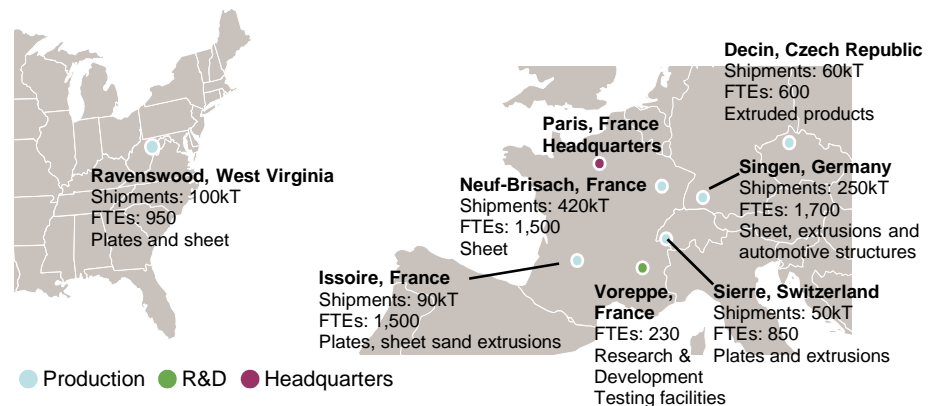 Decin, Czech Republic
Shipments: 60kT
FTEs: 600
Extruded products
Paris, France
Headquarters
Ravenswood, West Virginia
Shipments: 100kT
FTEs: 950
Plates and sheet
Neuf-Brisach, France
Shipments: 420kT
FTEs: 1,500
Sheet
Singen, Germany
Shipments: 250kT
FTEs: 1,700
Sheet, extrusions and
automotive structures
Issoire, France
Shipments: 90kT
FTEs: 1,500
Plates, sheet sand extrusions
Voreppe,
France
FTEs: 230
Research &
Development
Testing facilities
Sierre, Switzerland
Shipments: 50kT
FTEs: 850
Plates and extrusions
Production R&D Headquarters